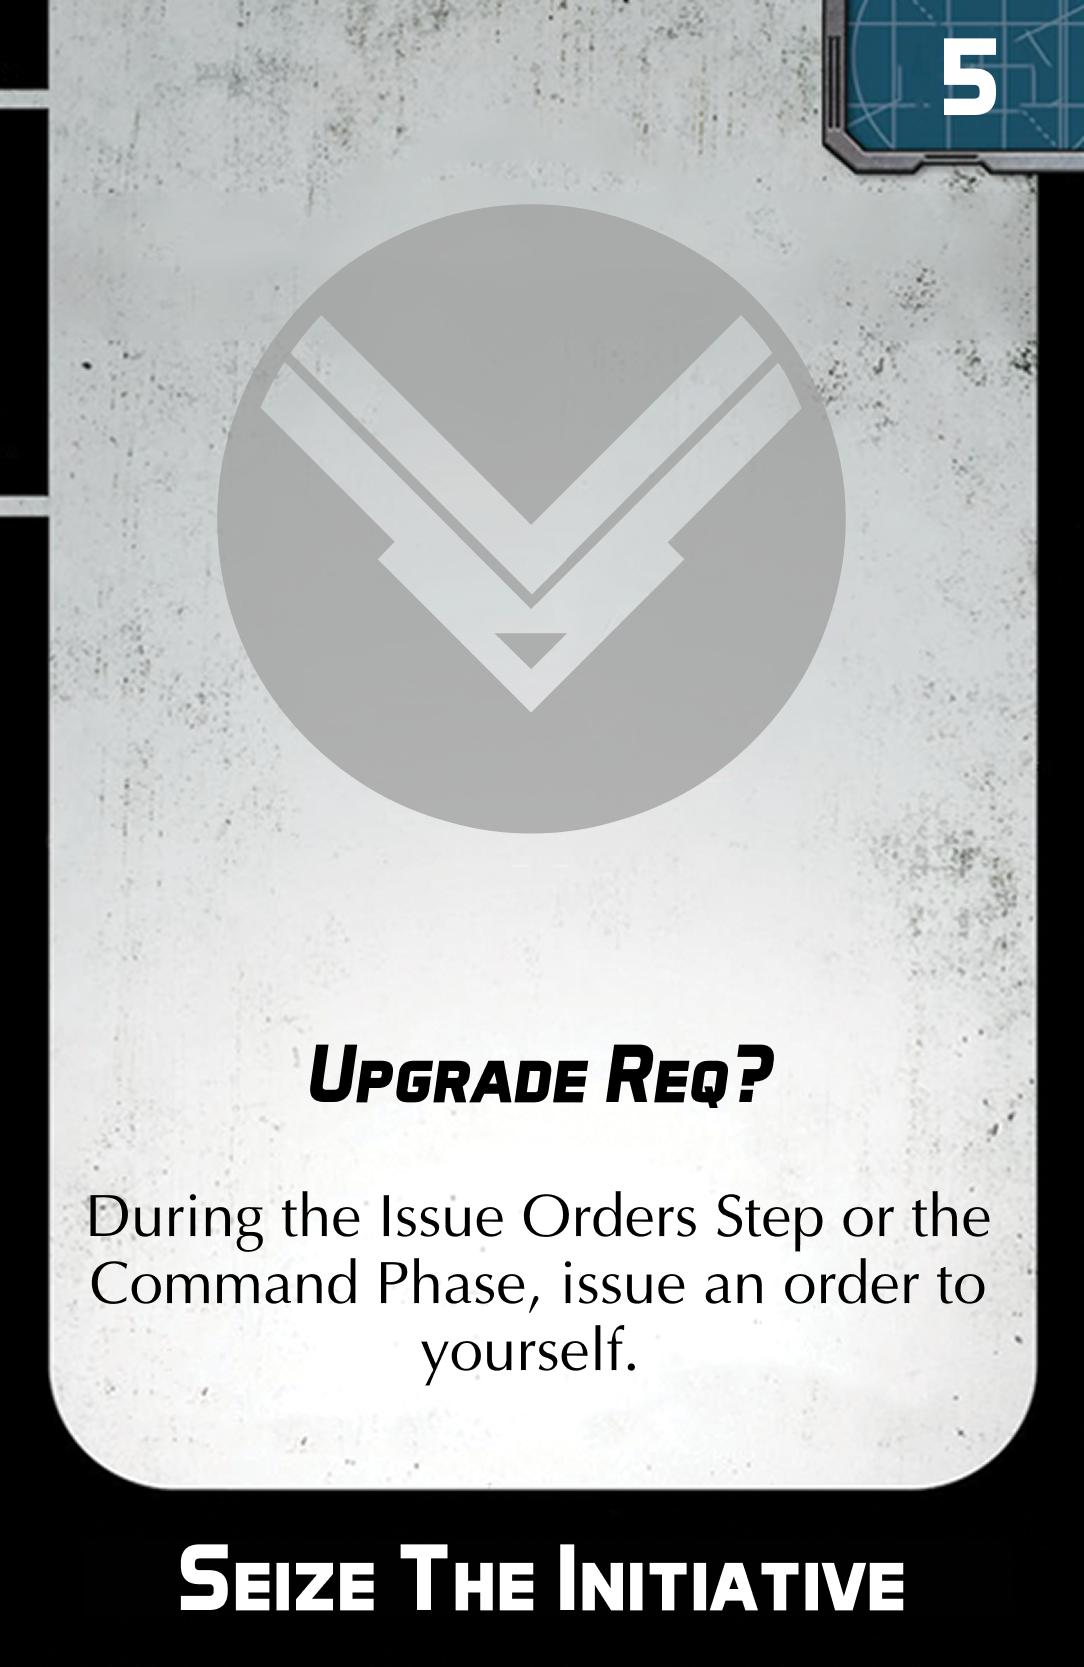 5
Upgrade Req?
During the Issue Orders Step or the
Command Phase, issue an order to
yourself.
Seize The Initiative